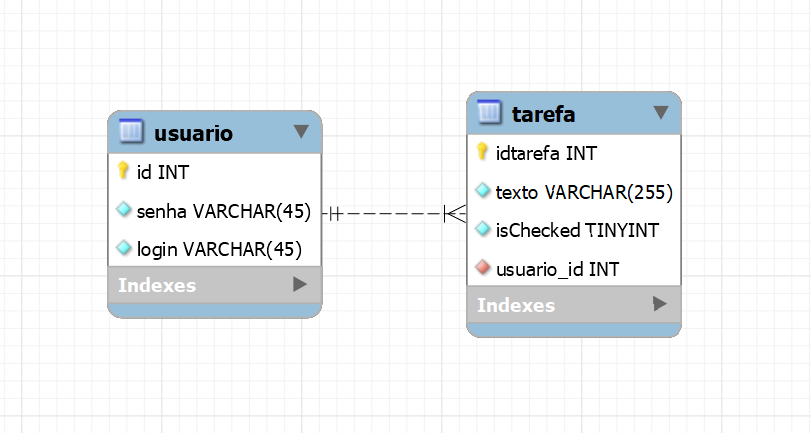 usuario
id INT
senha VARCHAR(45)
login VARCHAR(45)
Indexes
tarefa
idtarefa INT
texto VARCHAR(255)
isChecked TINYINT
usuario_id INT
Indexes